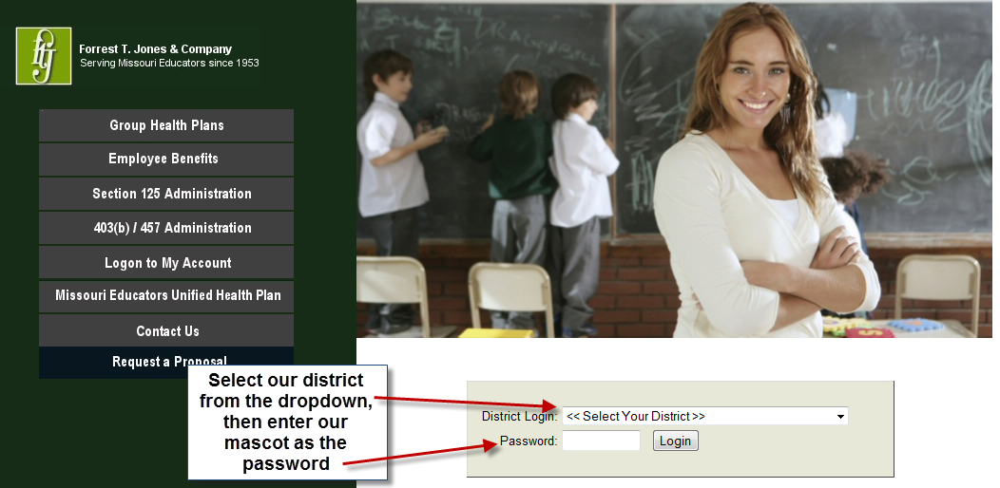 ftj
Forrest T. Jones & Company
Serving Missouri Educators since 1953
Group Health Plans
Employee Benefits
Section 125 Administration
403(b) / 457 Administration
Logon to My Account
Missouri Educators Unified Health Plan
Contact Us
Request a Proposal
Select our district
from the dropdown,
then enter our
mascot as the
password
District Login: << Select Your District >>
Password: Login